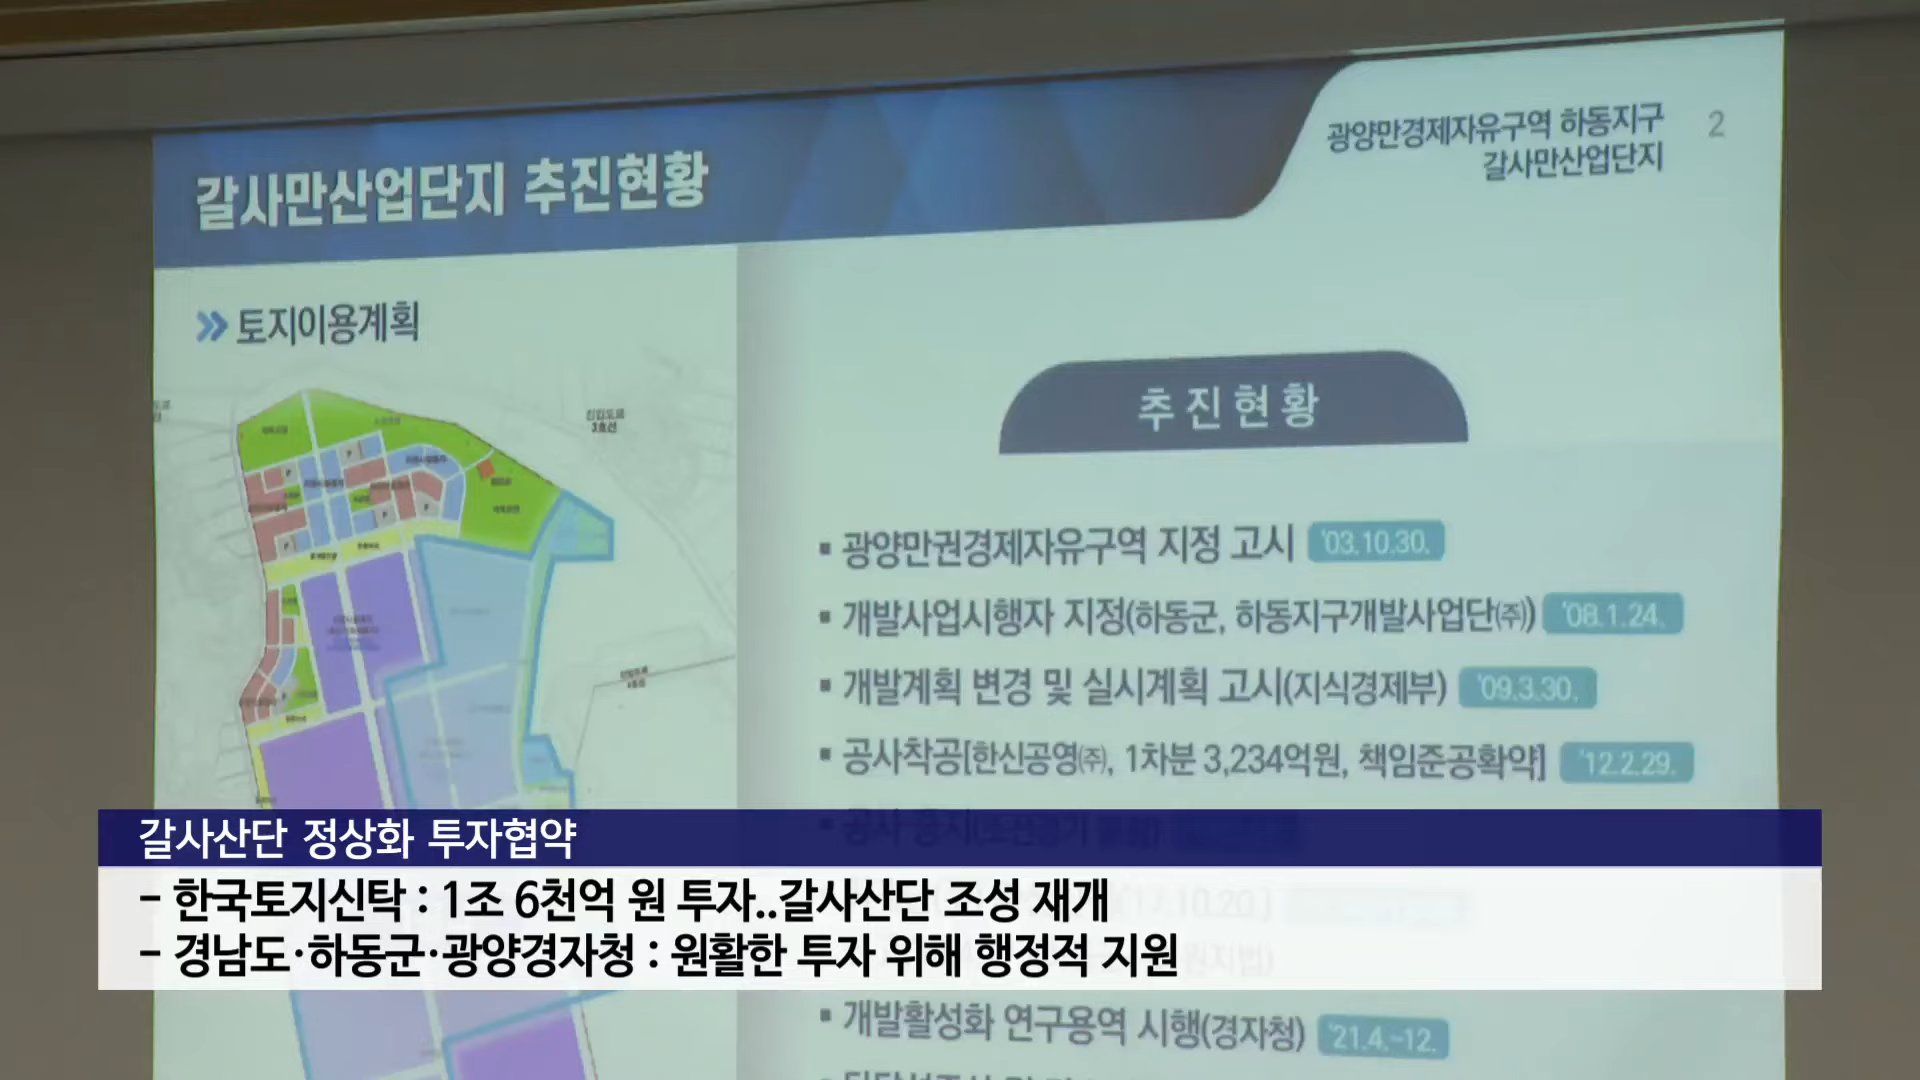 갈사만산업단지 추진현황
광양만경제자유구역 하동지구
갈사만산업단지
2
토지이용계획
진입도로
3호선
추진현황
▪ 광양만권경제자유구역 지정 고시 '03.10.30.
▪ 개발사업시행자 지정(하동군, 하동지구개발사업단㈜) '08.1.24.
▪ 개발계획 변경 및 실시계획 고시(지식경제부) '09.3.30.
▪ 공사착공[한신공영㈜, 1차분 3,234억원, 책임준공확약] '12.2.29.
갈사산단 정상화 투자협약
- 한국토지신탁 : 1조 6천억 원 투자..갈사산단 조성 재개
- 경남도·하동군·광양경자청 : 원활한 투자 위해 행정적 지원
▪ 개발활성화 연구용역 시행(경자청) '21.4.~12.